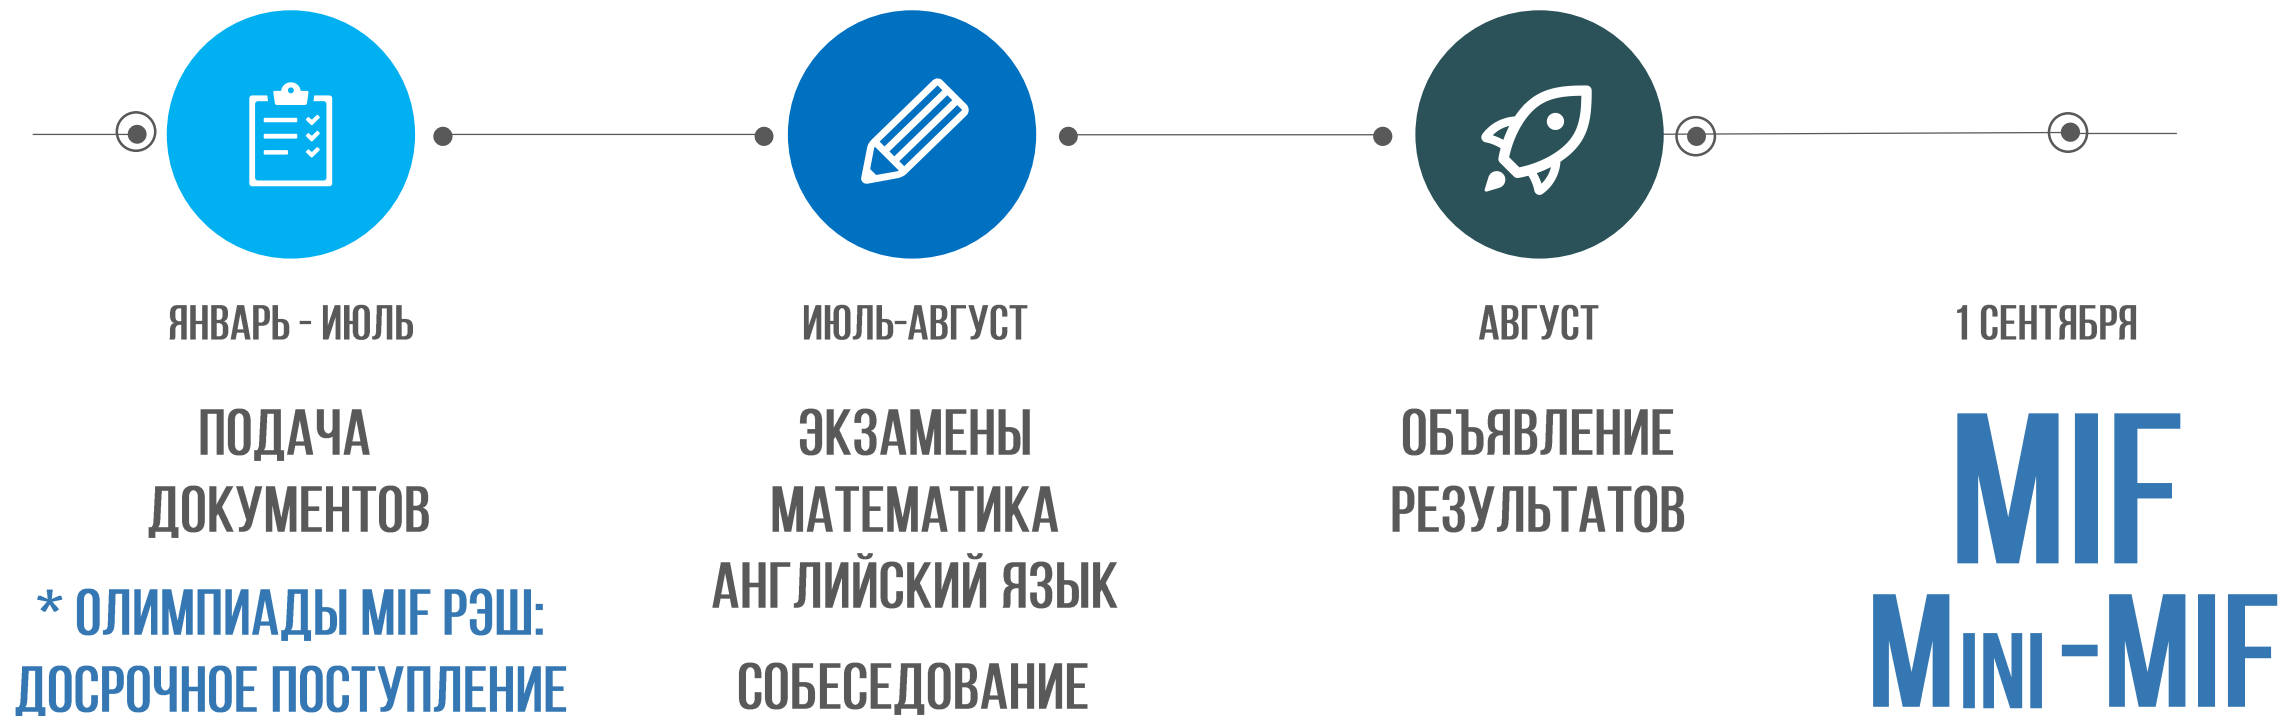 ЯНВАРЬ - ИЮЛЬ
ПОДАЧА
ДОКУМЕНТОВ
* ОЛИМПИАДЫ MIF РЭШ:
ДОСРОЧНОЕ ПОСТУПЛЕНИЕ
ИЮЛЬ-АВГУСТ
ЭКЗАМЕНЫ
МАТЕМАТИКА
АНГЛИЙСКИЙ ЯЗЫК
СОБЕСЕДОВАНИЕ
АВГУСТ
ОБЪЯВЛЕНИЕ
РЕЗУЛЬТАТОВ
1 СЕНТЯБРЯ
MIF
MINI-MIF